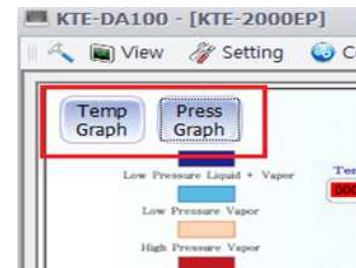 KTE-DA100 - [KTE-2000EP]
View Setting
Temp Graph
Press Graph
Low Pressure Liquid + Vapor
Low Pressure Vapor
High Pressure Vapor